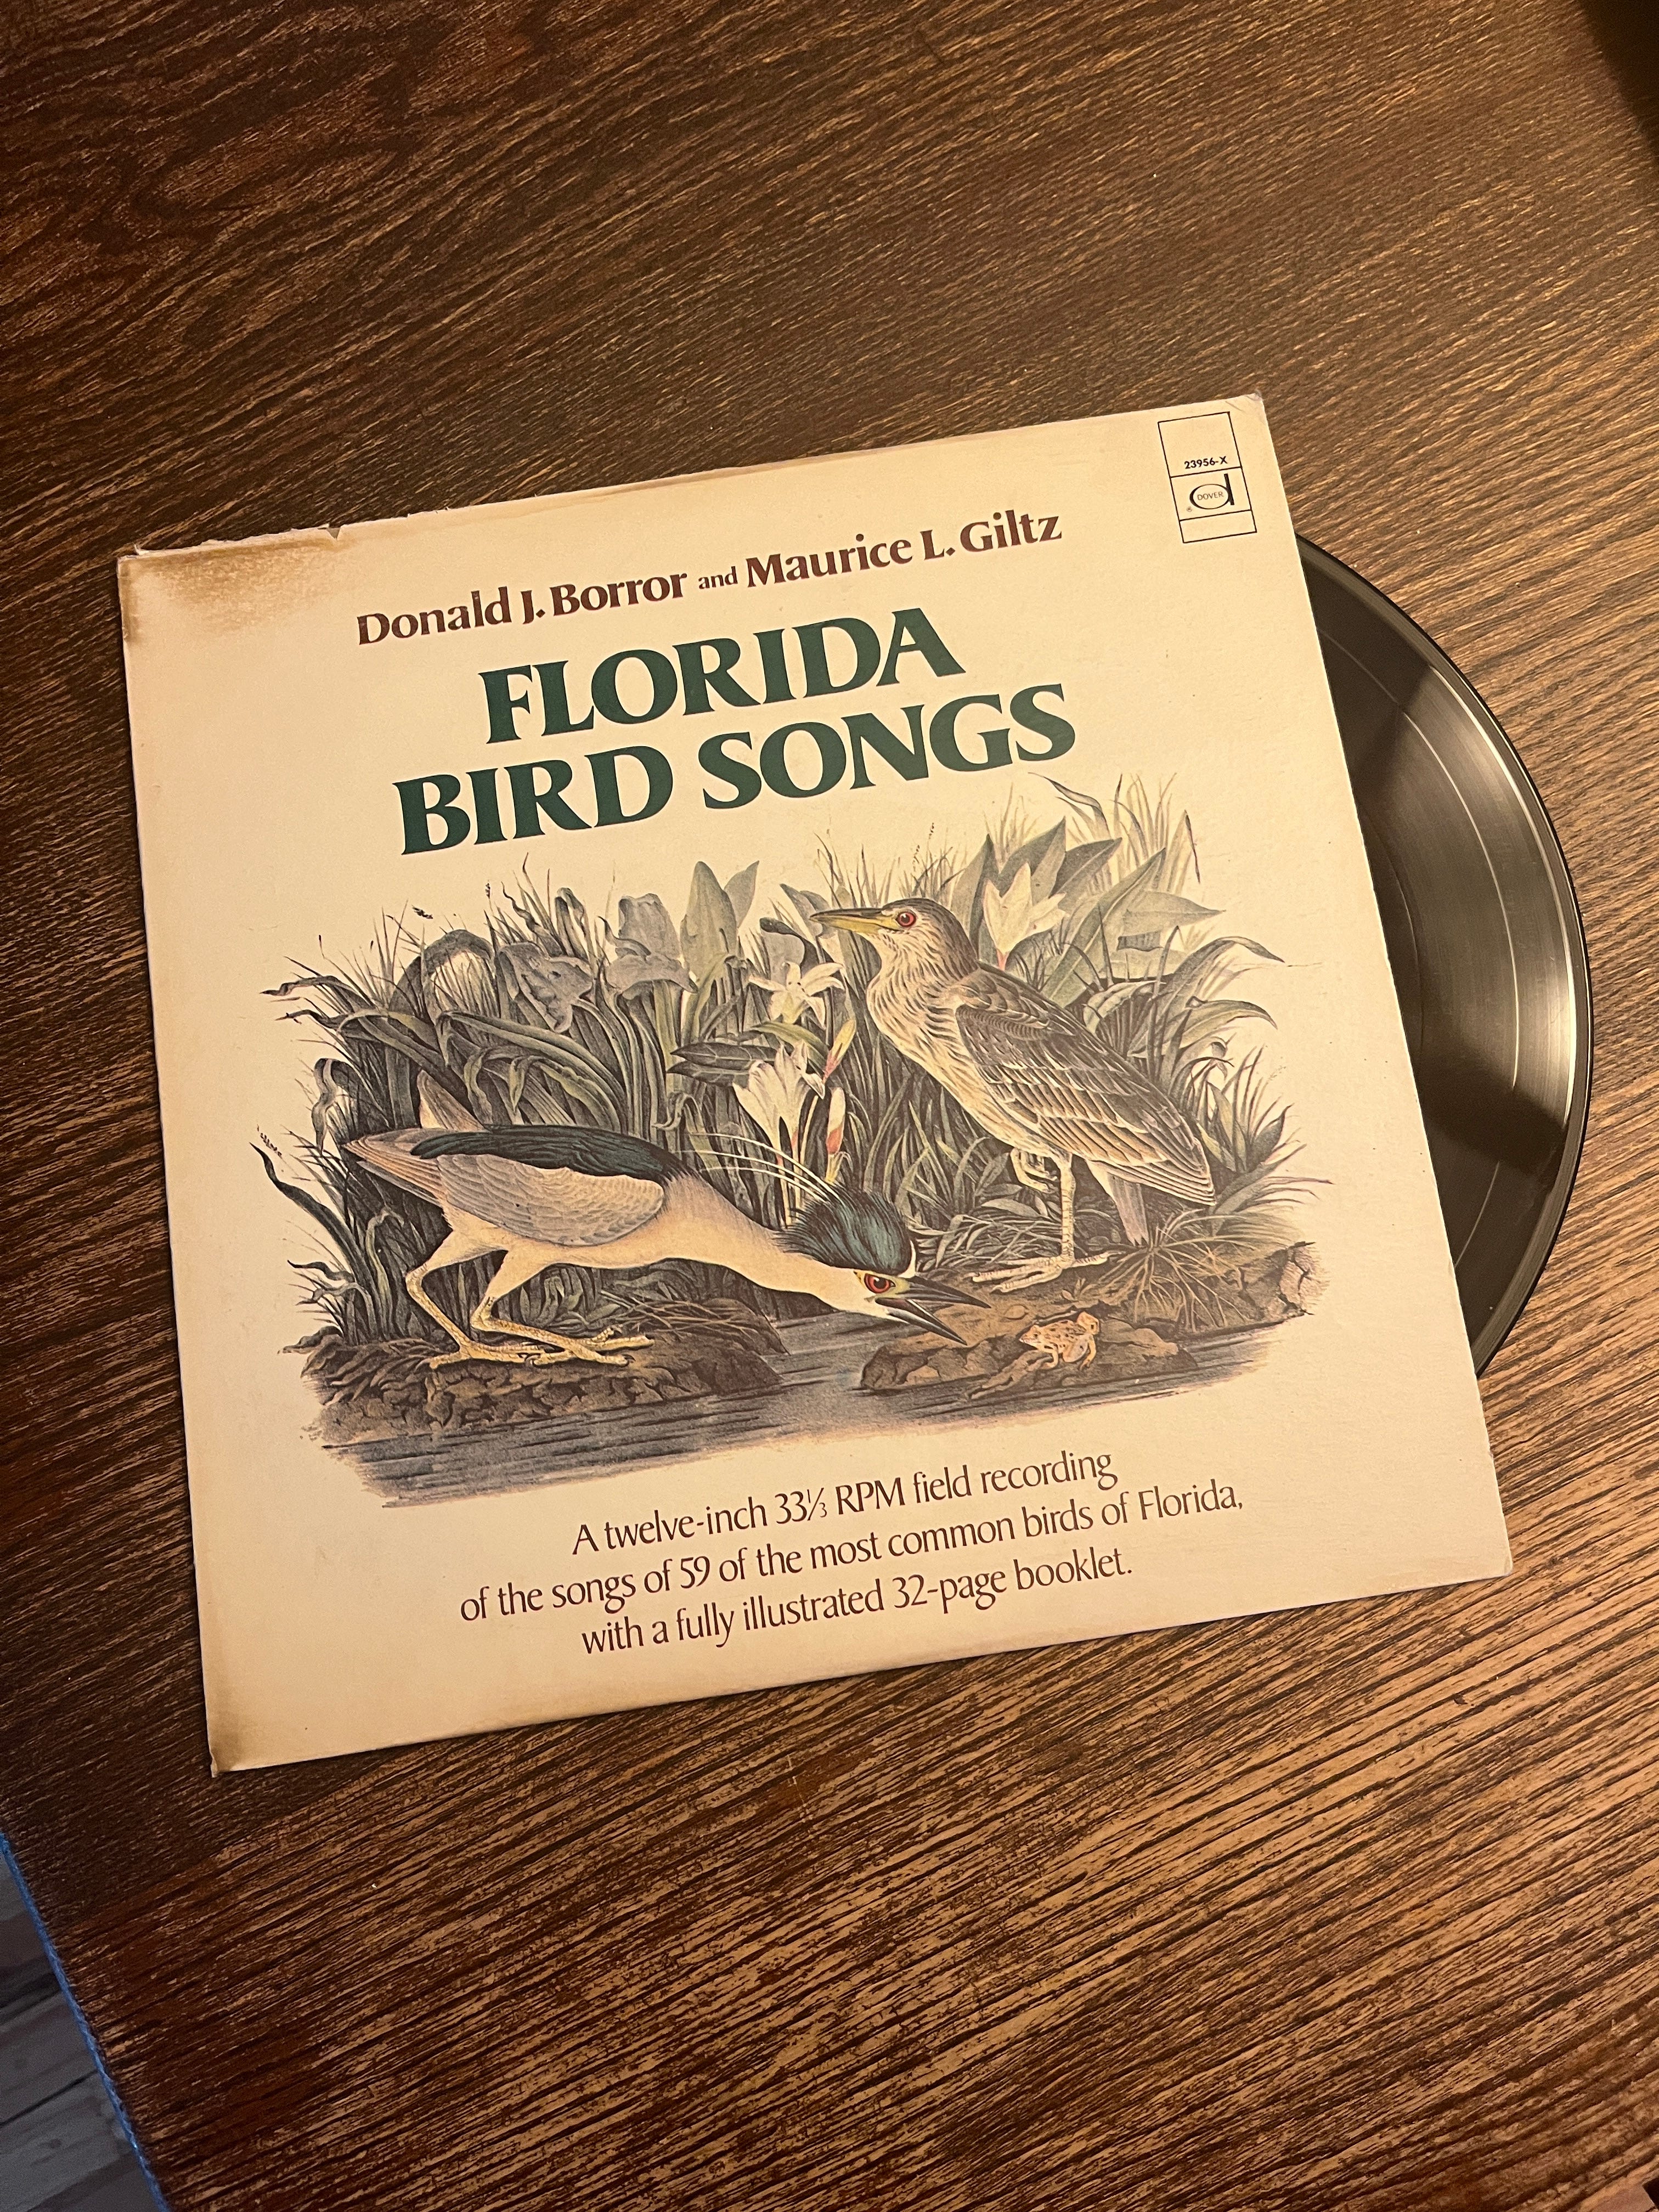 23956-X
DOVER
Donald J. Borror and Maurice L. Giltz
FLORIDA
BIRD SONGS
A twelve-inch 33⅓ RPM field recording
of the songs of 59 of the most common birds of Florida,
with a fully illustrated 32-page booklet.